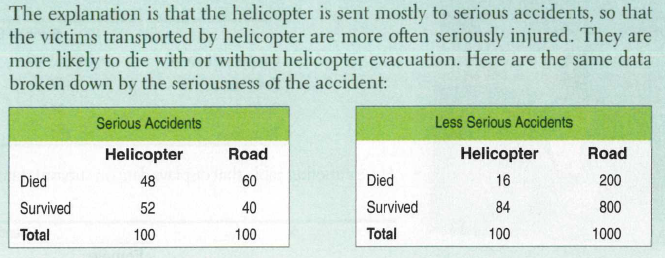 The explanation is that the helicopter is sent mostly to serious accidents, so that
the victims transported by helicopter are more often seriously injured. They are
more likely to die with or without helicopter evacuation. Here are the same data
broken down by the seriousness of the accident:
Serious Accidents
Helicopter Road
Died 48 60
Survived 52 40
Total 100 100
Less Serious Accidents
Helicopter Road
Died 16 200
Survived 84 800
Total 100 1000